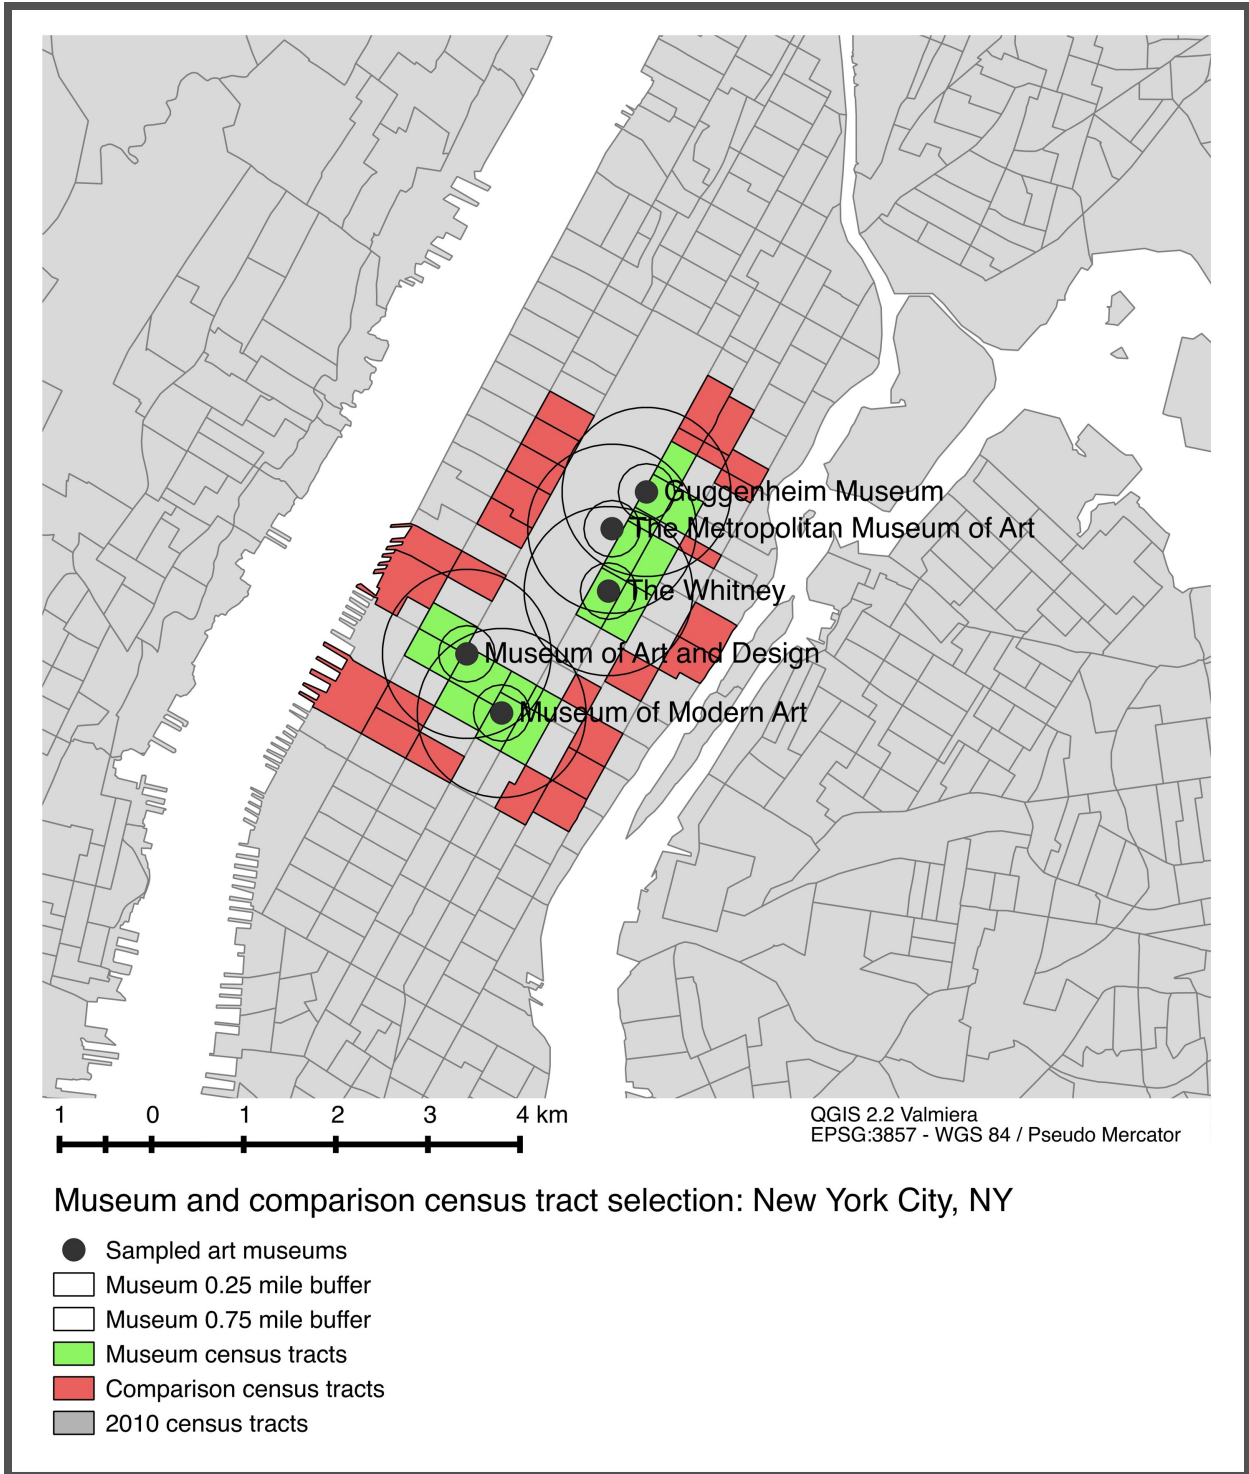 Guggenheim Museum
The Metropolitan Museum of Art
The Whitney
Museum of Art and Design
Museum of Modern Art
1 0 1 2 3 4 km
QGIS 2.2 Valmiera
EPSG:3857 - WGS 84 / Pseudo Mercator
Museum and comparison census tract selection: New York City, NY
Sampled art museums
Museum 0.25 mile buffer
Museum 0.75 mile buffer
Museum census tracts
Comparison census tracts
2010 census tracts